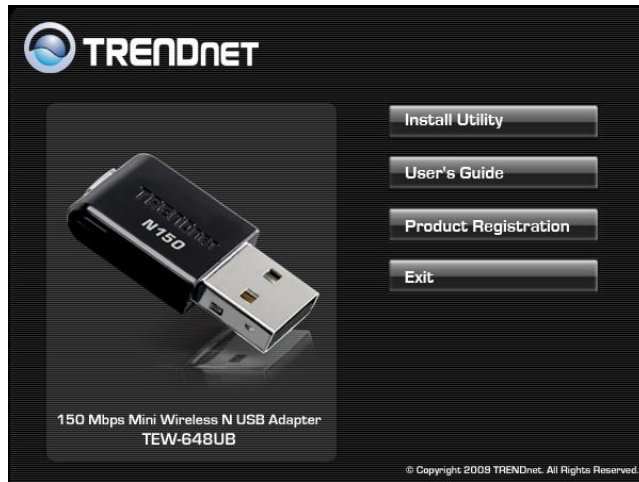 TRENDNET
Install Utility
User's Guide
Product Registration
Exit
TRENDNET
N150
150 Mbps Mini Wireless N USB Adapter
TEW-648UB
© Copyright 2009 TRENDnet. All Rights Reserved.